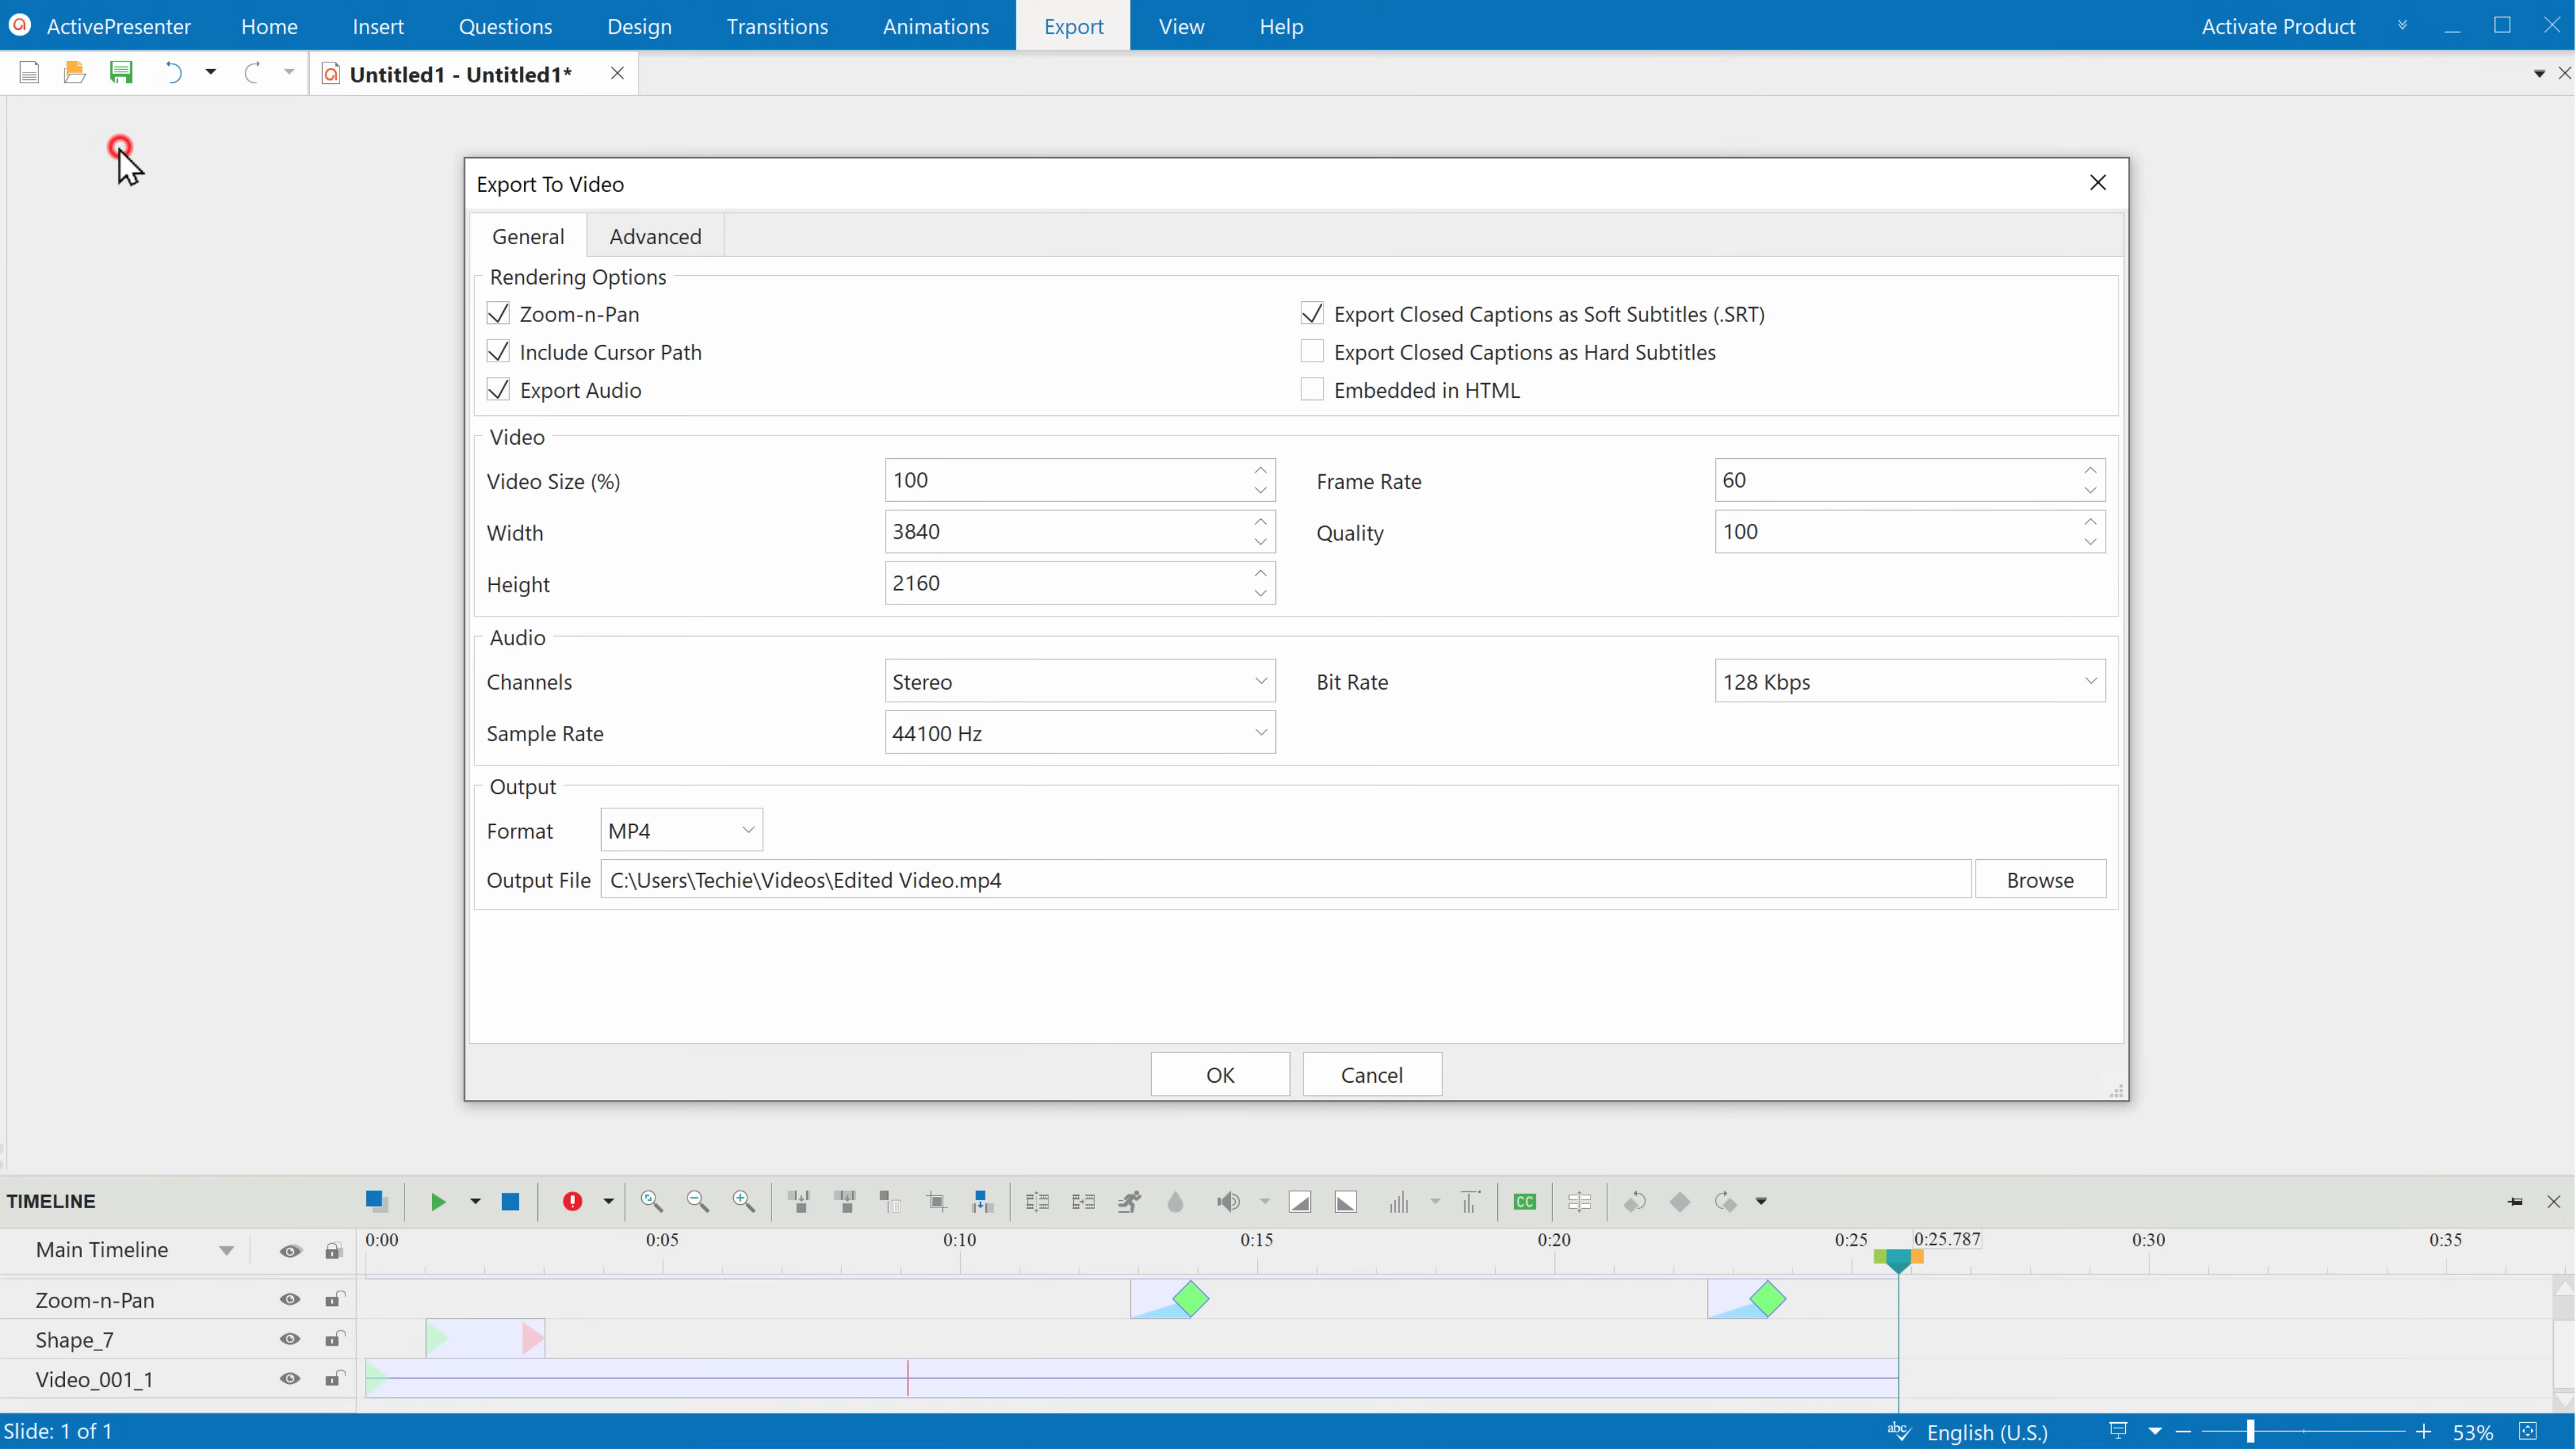 ActivePresenter Home Insert Questions Design Transitions Animations Export View Help Activate Product
Untitled1 - Untitled1*
Export To Video
General Advanced
Rendering Options
Zoom-n-Pan Export Closed Captions as Soft Subtitles (.SRT)
Include Cursor Path Export Closed Captions as Hard Subtitles
Export Audio Embedded in HTML
Video
Video Size (%) 100 Frame Rate 60
Width 3840 Quality 100
Height 2160
Audio
Channels Stereo Bit Rate 128 Kbps
Sample Rate 44100 Hz
Output
Format MP4
Output File C:\Users\Techie\Videos\Edited Video.mp4 Browse
OK Cancel
TIMELINE CC
Main Timeline 0:00 0:05 0:10 0:15 0:20 0:25 0:25.787 0:30 0:35
Zoom-n-Pan
Shape_7
Video_001_1
Slide: 1 of 1 abc English (U.S.) 53%